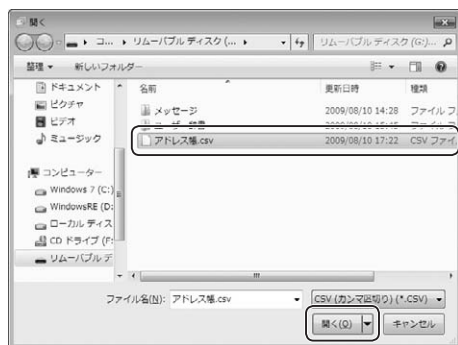 開く
コ... リムーバブル ディスク (... リムーバブル ディスク (G:)...
整理 新しいフォルダー
ドキュメント
ピクチャ
ビデオ
ミュージック
コンピューター
Windows 7 (C:)
WindowsRE (D:
ローカル ディス
CD ドライブ (F:
リムーバブル デ
名前 更新日時 種類
メッセージ 2009/08/10 14:28 ファイル フ
アドレス帳.csv 2009/08/10 17:22 CSV ファイ
ファイル名(N): アドレス帳.csv CSV (カンマ区切り) (*.CSV)
開く(O) キャンセル